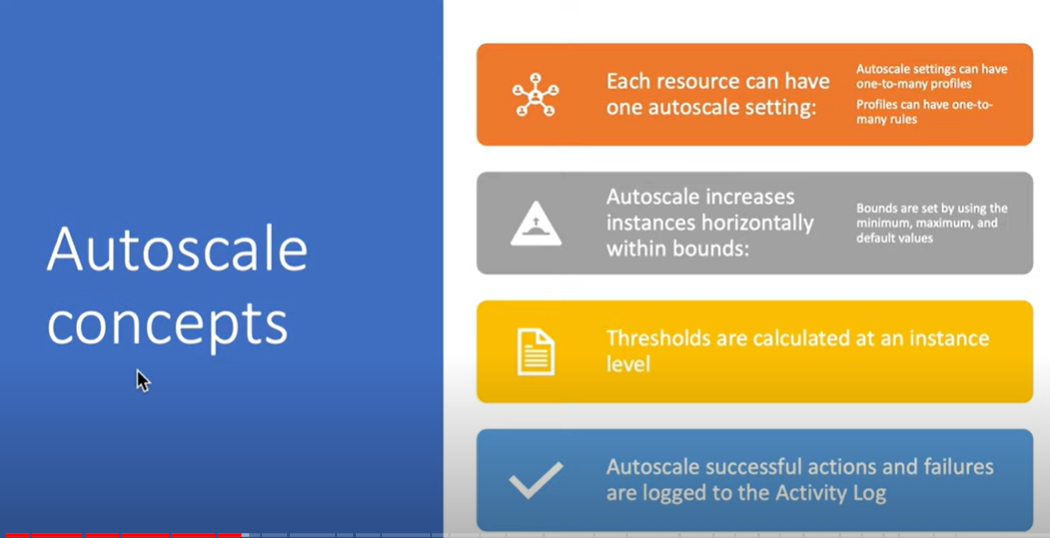 Autoscale
concepts
Each resource can have
one autoscale setting:
Autoscale settings can have
one-to-many profiles
Profiles can have one-to-
many rules
Autoscale increases
instances horizontally
within bounds:
Bounds are set by using the
minimum, maximum, and
default values
Thresholds are calculated at an instance
level
Autoscale successful actions and failures
are logged to the Activity Log